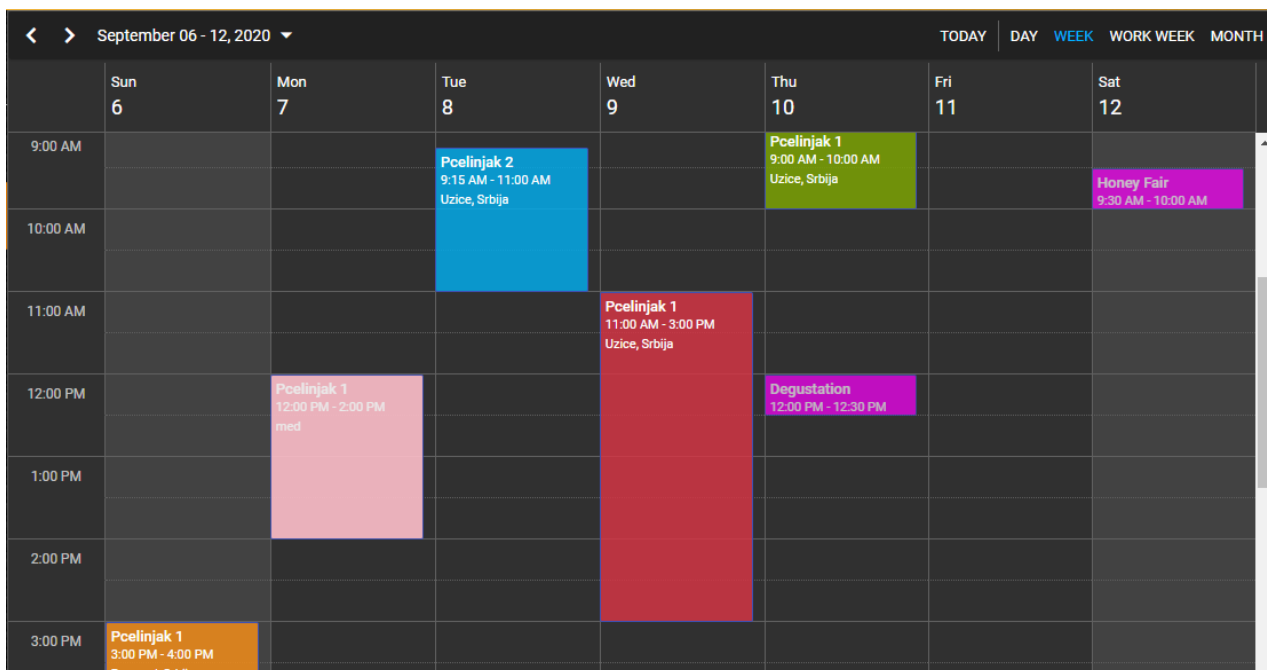 September 06 - 12, 2020
TODAY DAY WEEK WORK WEEK MONTH
Sun Mon Tue Wed Thu Fri Sat
6 7 8 9 10 11 12
9:00 AM
Pcelinjak 2
9:15 AM - 11:00 AM
Uzice, Srbija
Pcelinjak 1
9:00 AM - 10:00 AM
Uzice, Srbija
Honey Fair
9:30 AM - 10:00 AM
10:00 AM
11:00 AM
Pcelinjak 1
11:00 AM - 3:00 PM
Uzice, Srbija
12:00 PM
Pcelinjak 1
12:00 PM - 2:00 PM
med
Degustation
12:00 PM - 12:30 PM
1:00 PM
2:00 PM
3:00 PM
Pcelinjak 1
3:00 PM - 4:00 PM